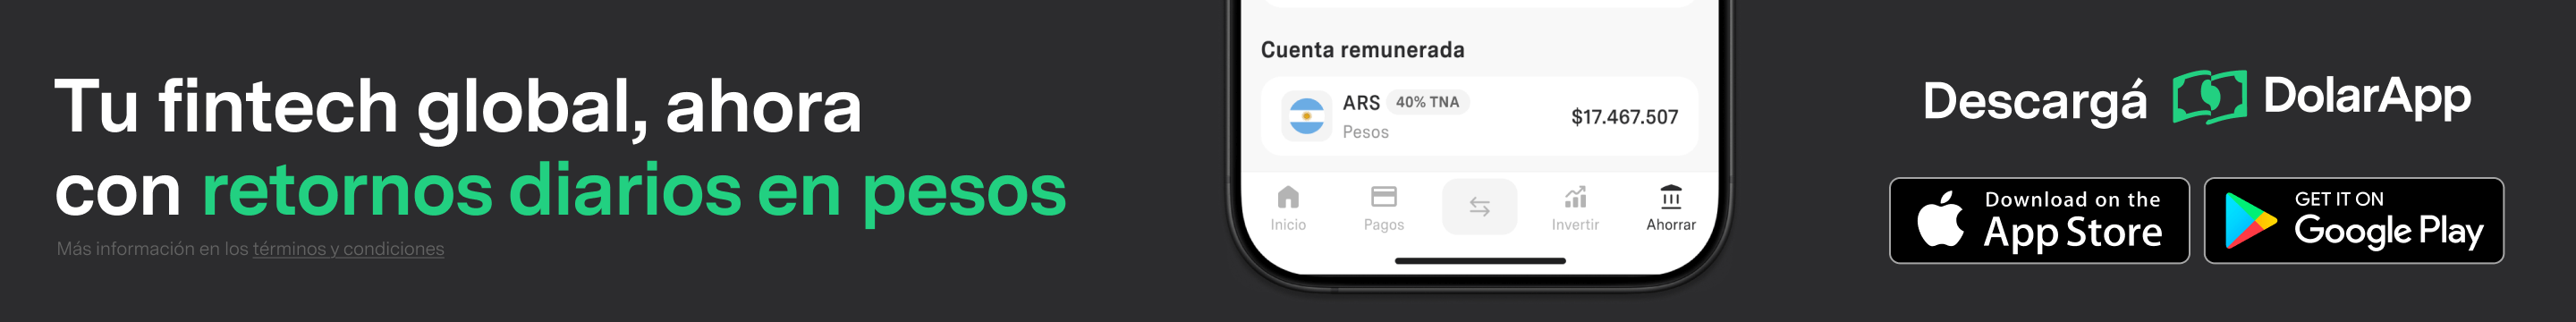 Tu fintech global, ahora
con retornos diarios en pesos
Más información en los términos y condiciones
Cuenta remunerada
ARS 40% TNA
Pesos
$17.467.507
Inicio
Pagos
Invertir
Ahorrar
Descargá DolarApp
Download on the
App Store
GET IT ON
Google Play